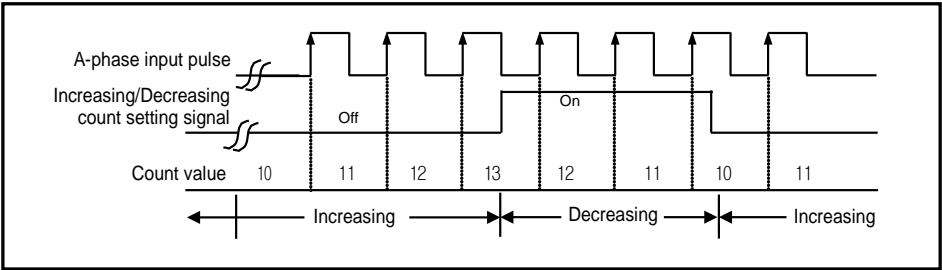 A-phase input pulse
Increasing/Decreasing
count setting signal
Off
On
Count value
10
11
12
13
12
11
10
11
Increasing
Decreasing
Increasing